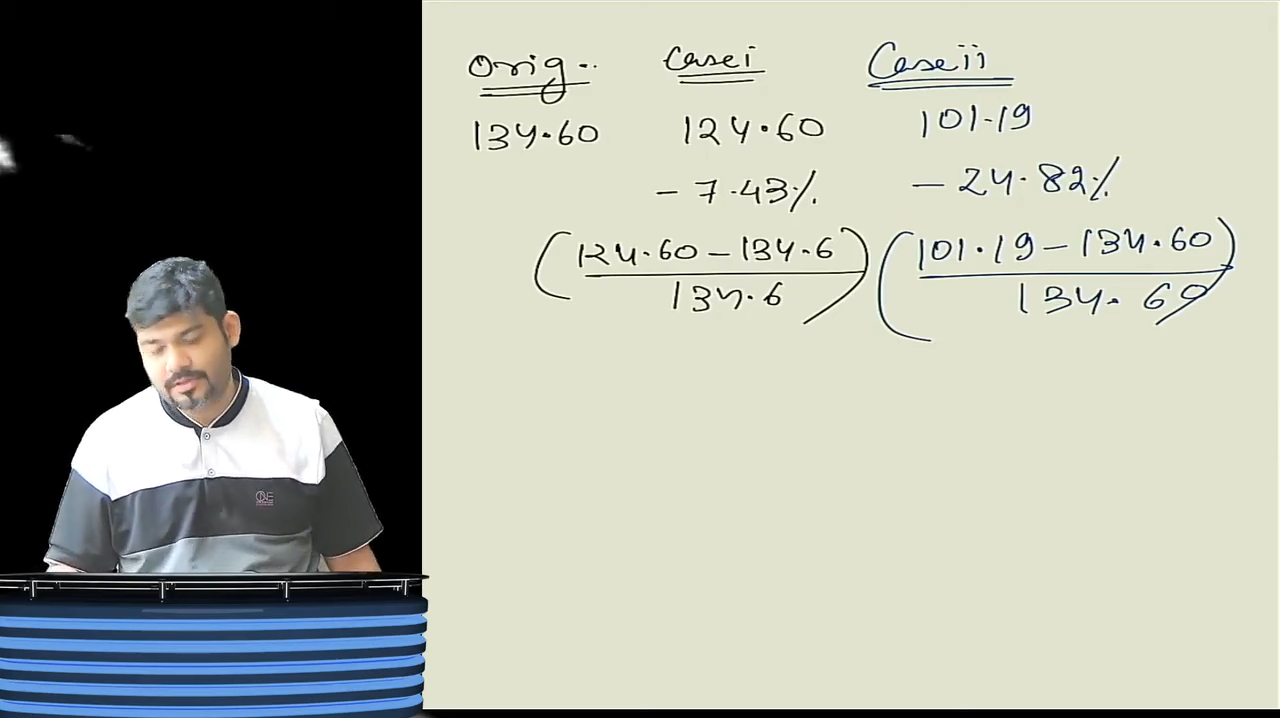 Orig.. Case i Case ii
134.60 124.60 101.19
- 7.43% - 24.82%
(124.60 - 134.6 / 134.6) (101.19 - 134.60 / 134.60)